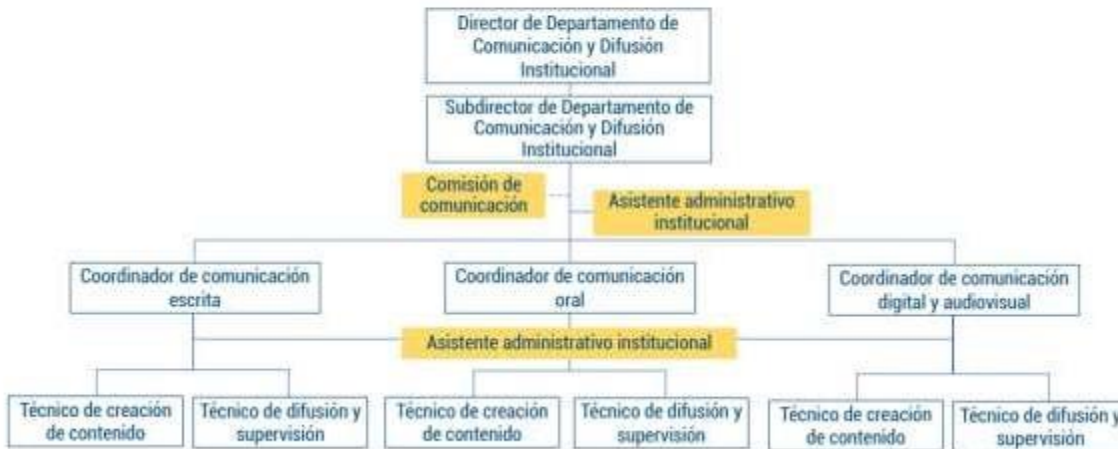 Director de Departamento de
Comunicación y Difusión
Institucional
Subdirector de Departamento de
Comunicación y Difusión
Institucional
Comisión de
comunicación
Asistente administrativo
institucional
Coordinador de comunicación
escrita
Coordinador de comunicación
oral
Coordinador de comunicación
digital y audiovisual
Asistente administrativo institucional
Técnico de creación
de contenido
Técnico de difusión y
supervisión
Técnico de creación
de contenido
Técnico de difusión y
supervisión
Técnico de creación
de contenido
Técnico de difusión y
supervisión